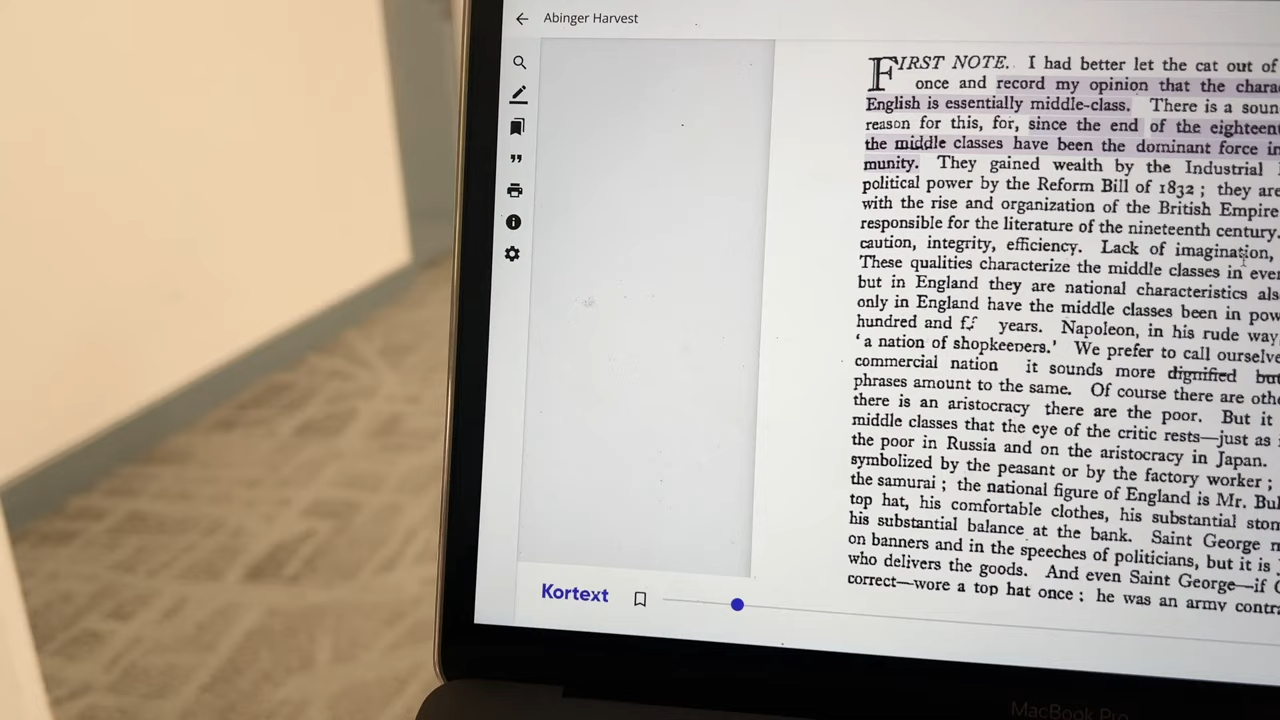 Abinger Harvest
FIRST NOTE. I had better let the cat out of
once and record my opinion that the
English is essentially middle-class. There is a
reason for this, for, since the end of the
the middle classes have been the dominant force in
munity. They gained wealth by the Industrial
political power by the Reform Bill of 1832 ; they are
with the rise and organization of the British Empire
responsible for the literature of the nineteenth century.
caution, integrity, efficiency. Lack of imagination,
These qualities characterize the middle classes in
but in England they are national characteristics
only in England have the middle classes been in
hundred and years. Napoleon, in his rude way,
‘ a nation of shopkeepers.’ We prefer to call
commercial nation it sounds more dignified
phrases amount to the same. Of course there are
there is an aristocracy there are the poor. But it
middle classes that the eye of the critic rests—just as
the poor in Russia and on the aristocracy in Japan.
symbolized by the peasant or by the factory worker ;
the samurai ; the national figure of England is Mr.
top hat, his comfortable clothes, his substantial
his substantial balance at the bank. Saint George
on banners and in the speeches of politicians, but it is
who delivers the goods. And even Saint George—if
correct—wore a top hat once ; he was an army
Kortext
MacBook Pro